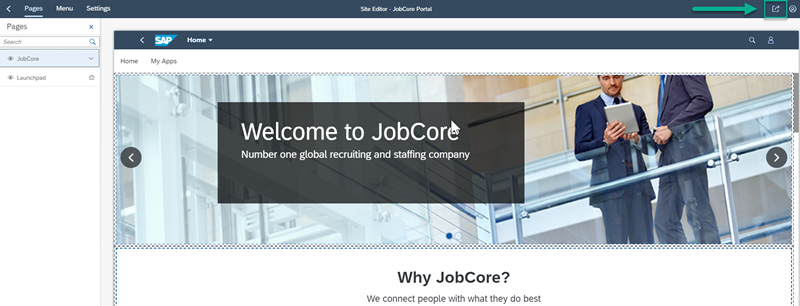 Pages Menu Settings
Site Editor - JobCore Portal
Pages
Search
JobCore
Launchpad
SAP Home
Home My Apps
Welcome to JobCore
Number one global recruiting and staffing company
Why JobCore?
We connect people with what they do best